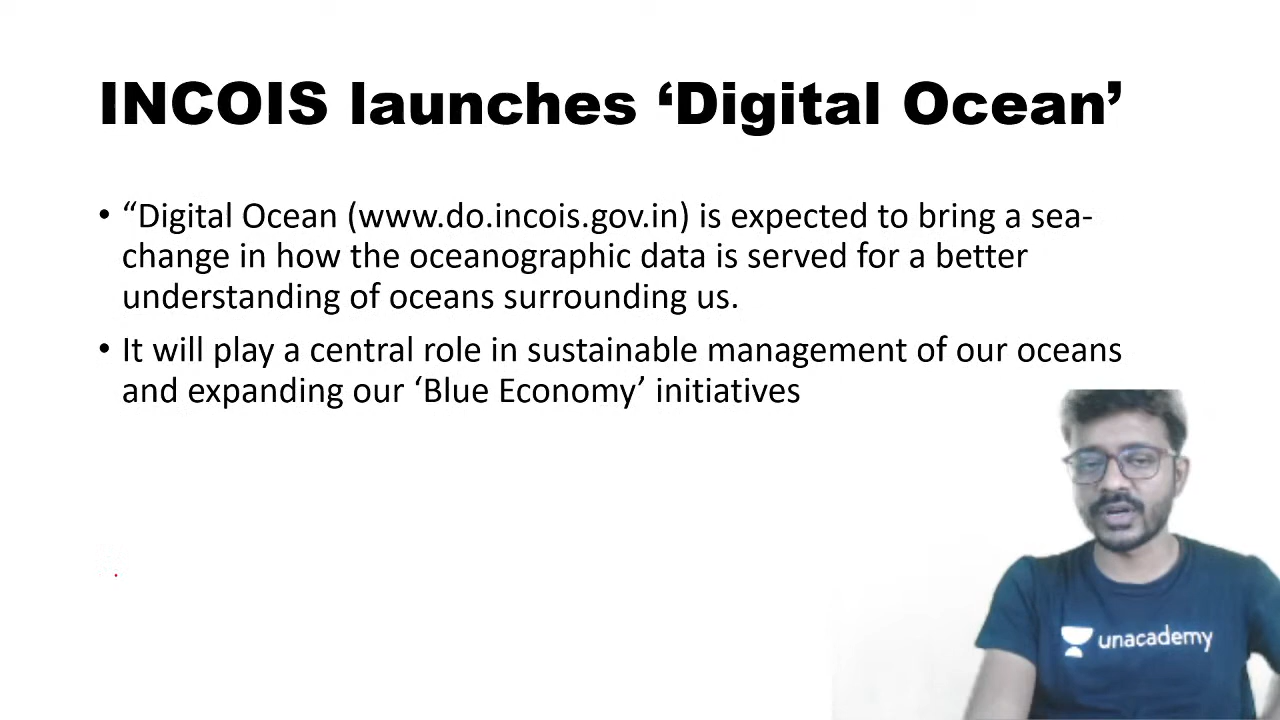 INCOIS launches ‘Digital Ocean’
• “Digital Ocean (www.do.incois.gov.in) is expected to bring a sea-
change in how the oceanographic data is served for a better
understanding of oceans surrounding us.
• It will play a central role in sustainable management of our oceans
and expanding our ‘Blue Economy’ initiatives
unacademy